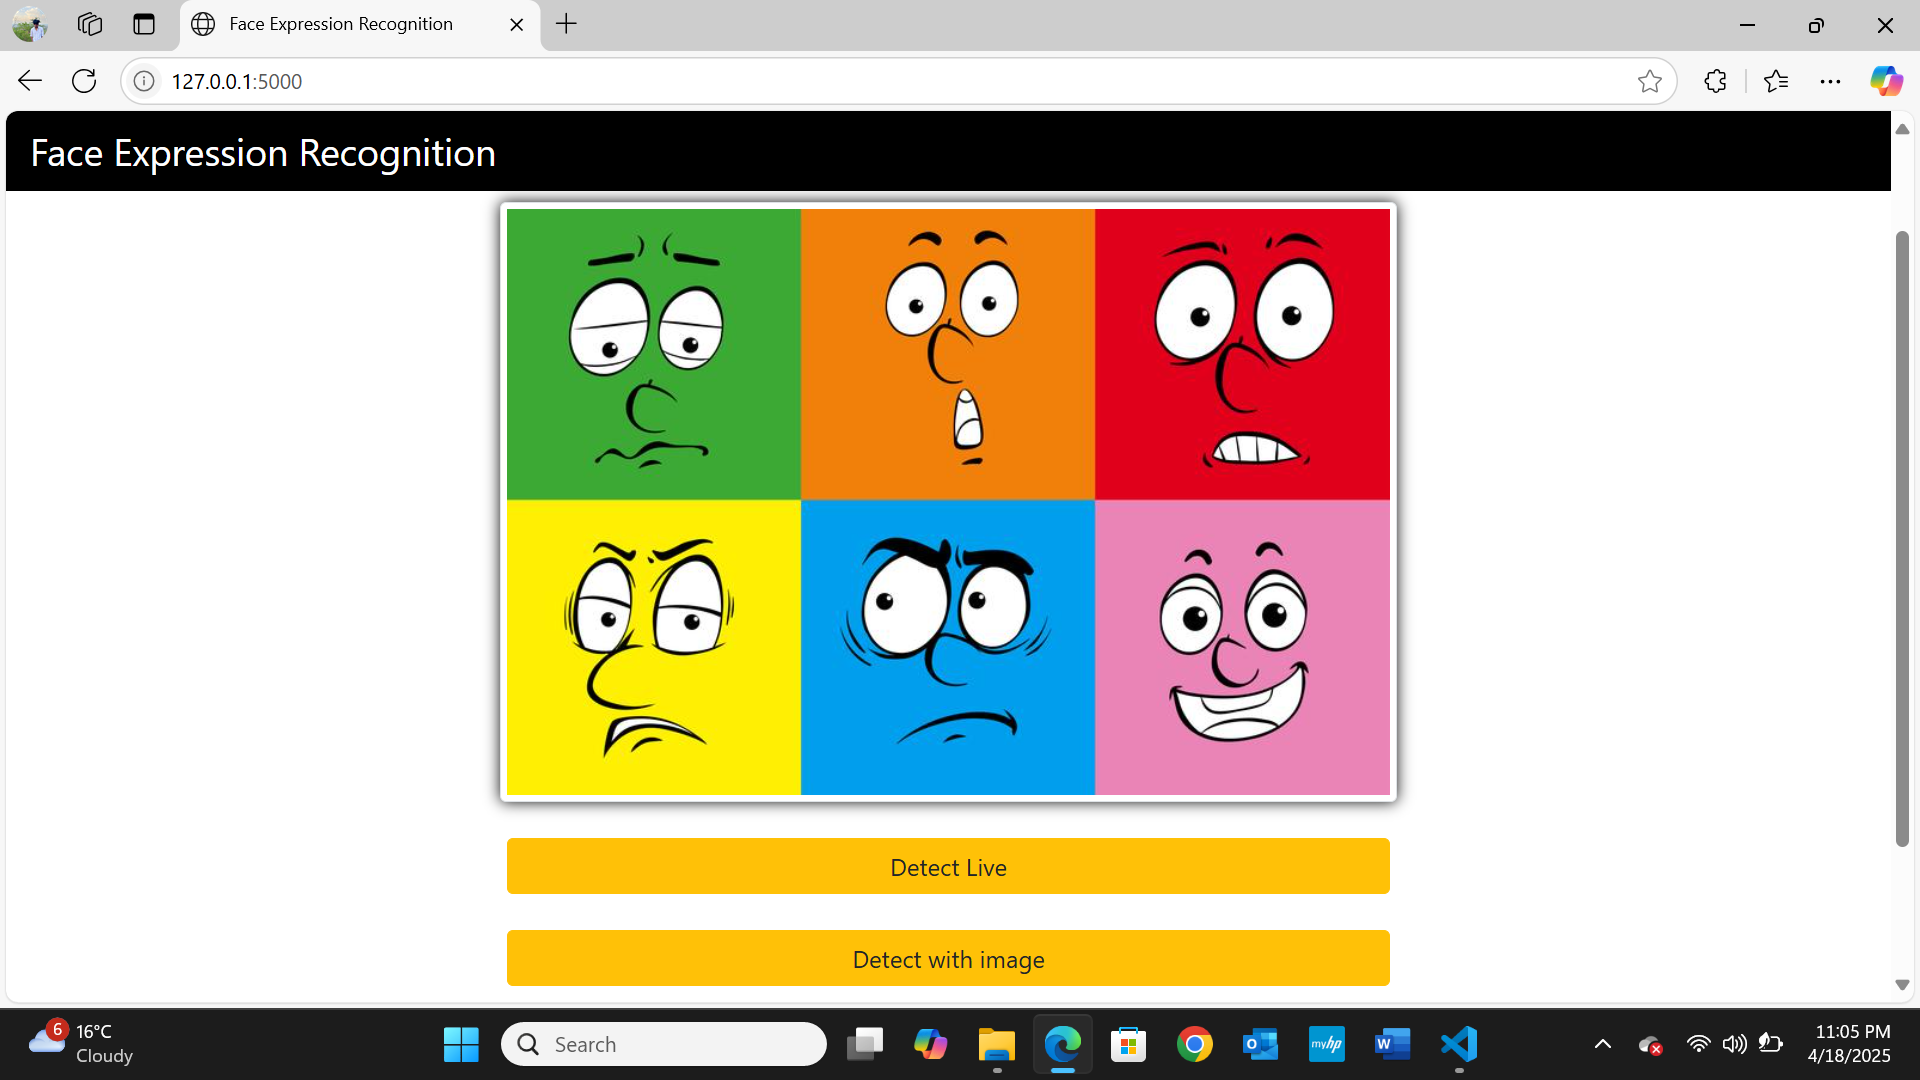 Face Expression Recognition
127.0.0.1:5000
Face Expression Recognition
Detect Live
Detect with image
6
16°C
Cloudy
Search
myhp
11:05 PM
4/18/2025